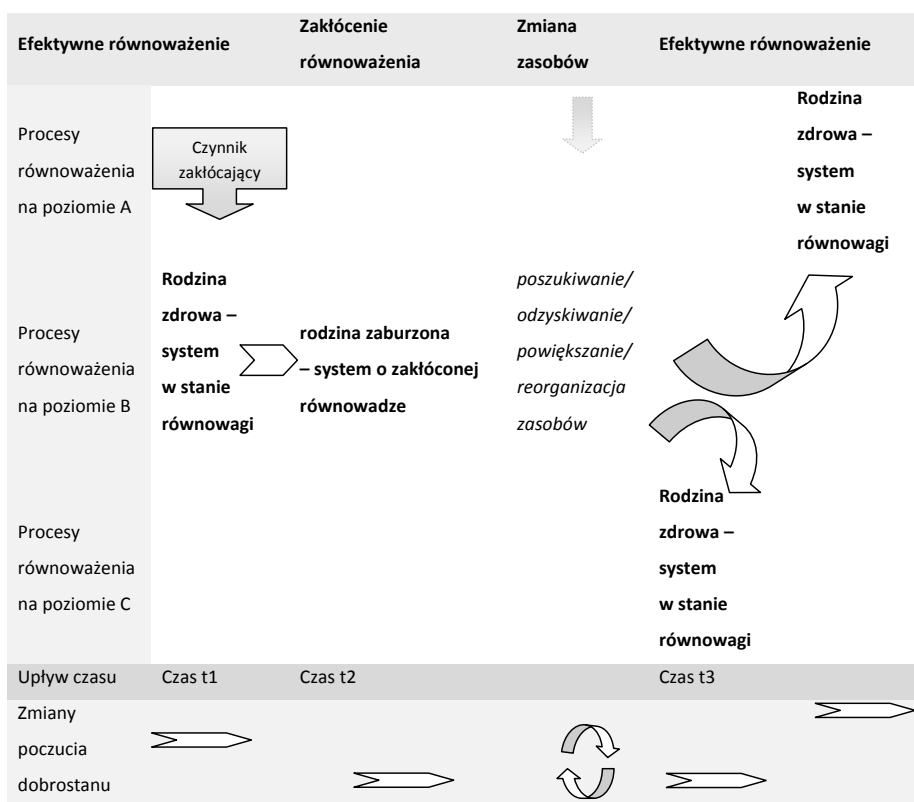 Efektywne równoważenie
Zakłócenie
równoważenia
Zmiana
zasobów
Efektywne równoważenie
Procesy
równoważenia
na poziomie A
Czynnik
zakłócający
Rodzina
zdrowa –
system
w stanie
równowagi
Procesy
równoważenia
na poziomie B
Rodzina
zdrowa –
system
w stanie
równowagi
rodzina zaburzona
– system o zakłóconej
równowadze
poszukiwanie/
odzyskiwanie/
powiększanie/
reorganizacja
zasobów
Procesy
równoważenia
na poziomie C
Rodzina
zdrowa –
system
w stanie
równowagi
Upływ czasu
Czas t1
Czas t2
Czas t3
Zmiany
poczucia
dobrostanu